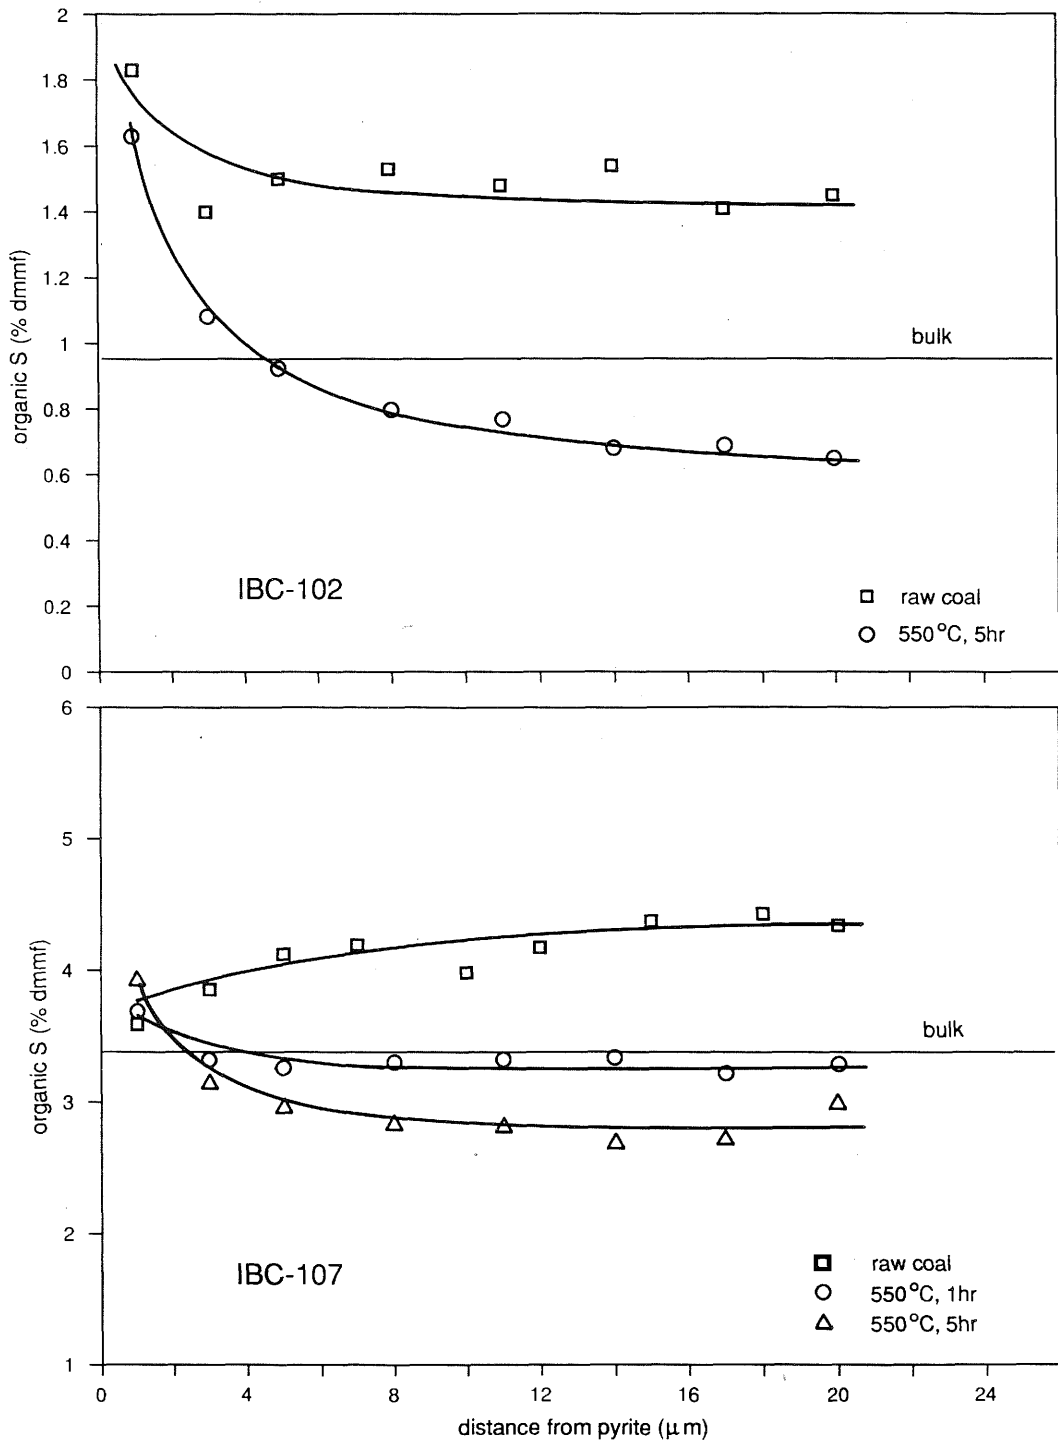 2
1.8
1.6
1.4
1.2
1
0.8
0.6
0.4
0.2
0
organic S (% dmmf)
bulk
IBC-102
raw coal
550°C, 5hr
6
5
4
3
2
1
organic S (% dmmf)
bulk
IBC-107
raw coal
550°C, 1hr
550°C, 5hr
0 4 8 12 16 20 24
distance from pyrite (μm)